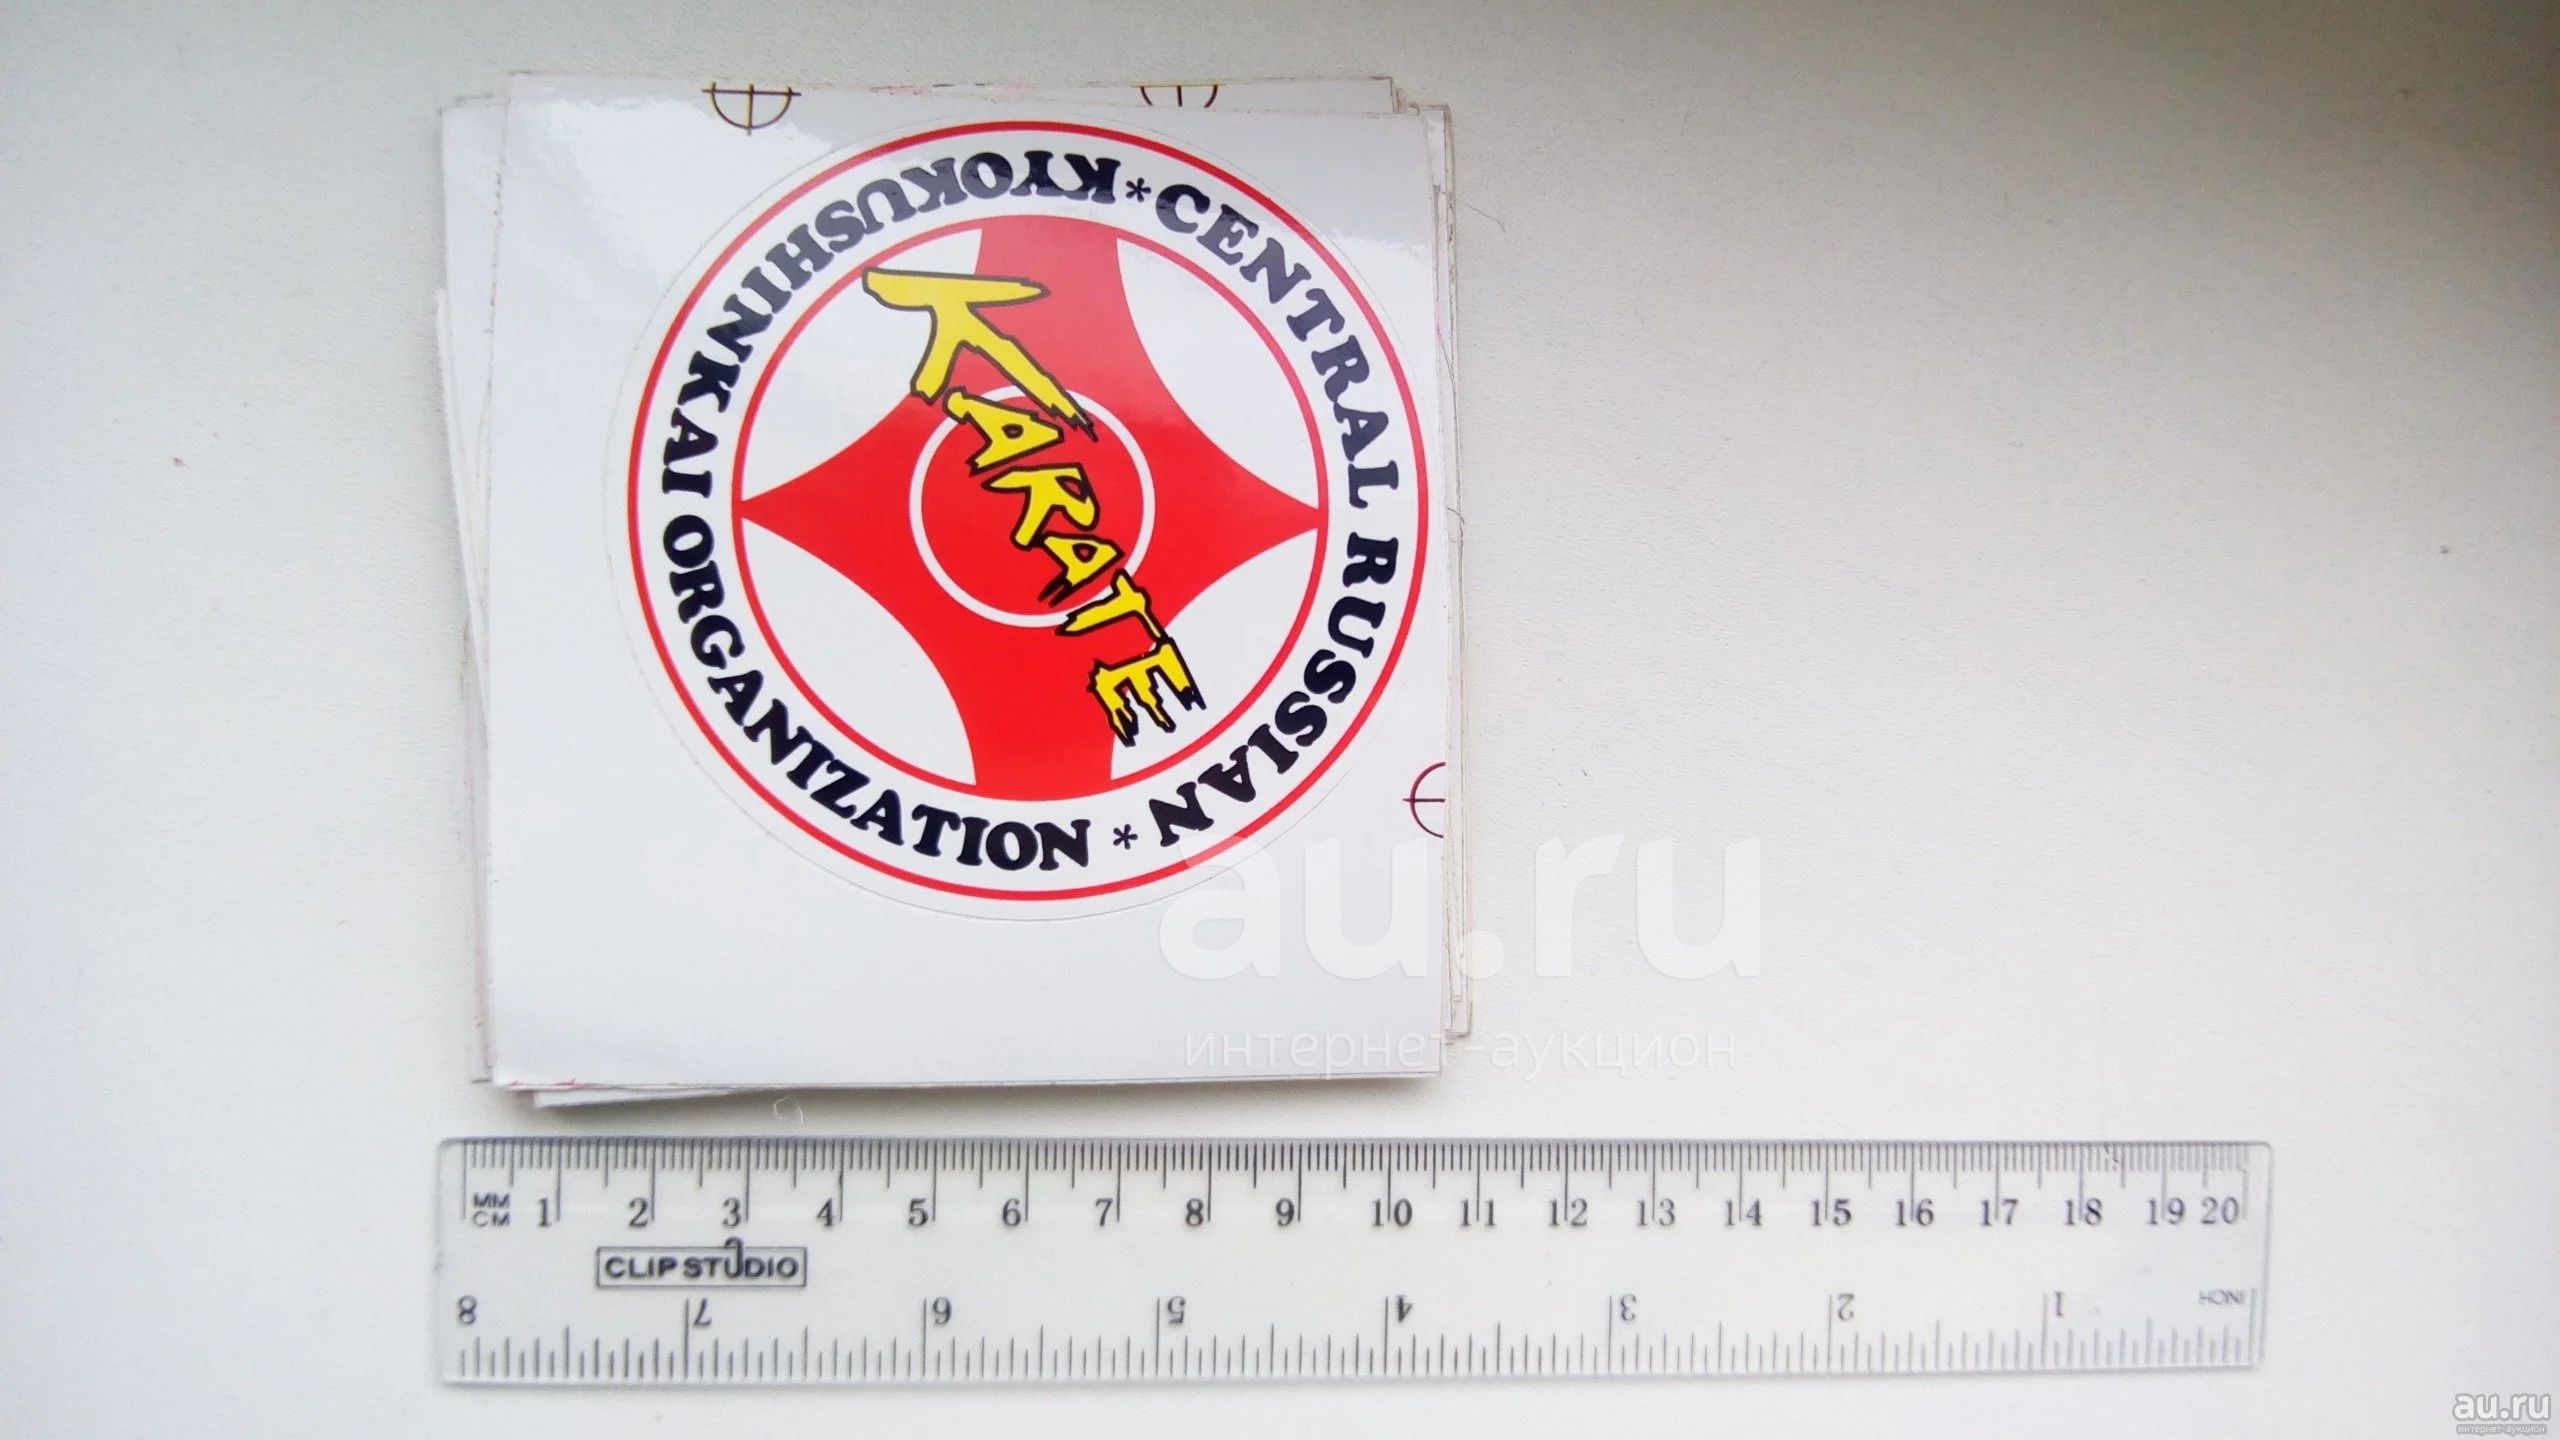 * CENTRAL RUSSIAN *
KYOKUSHINKAI ORGANIZATION
KARATE
au.ru
интернет-аукцион
MM 1 2 3 4 5 6 7 8 9 10 11 12 13 14 15 16 17 18 19 20
CM
CLIP STUDIO
8 7 6 5 4 3 2 1 INCH
au.ru
интернет-аукцион